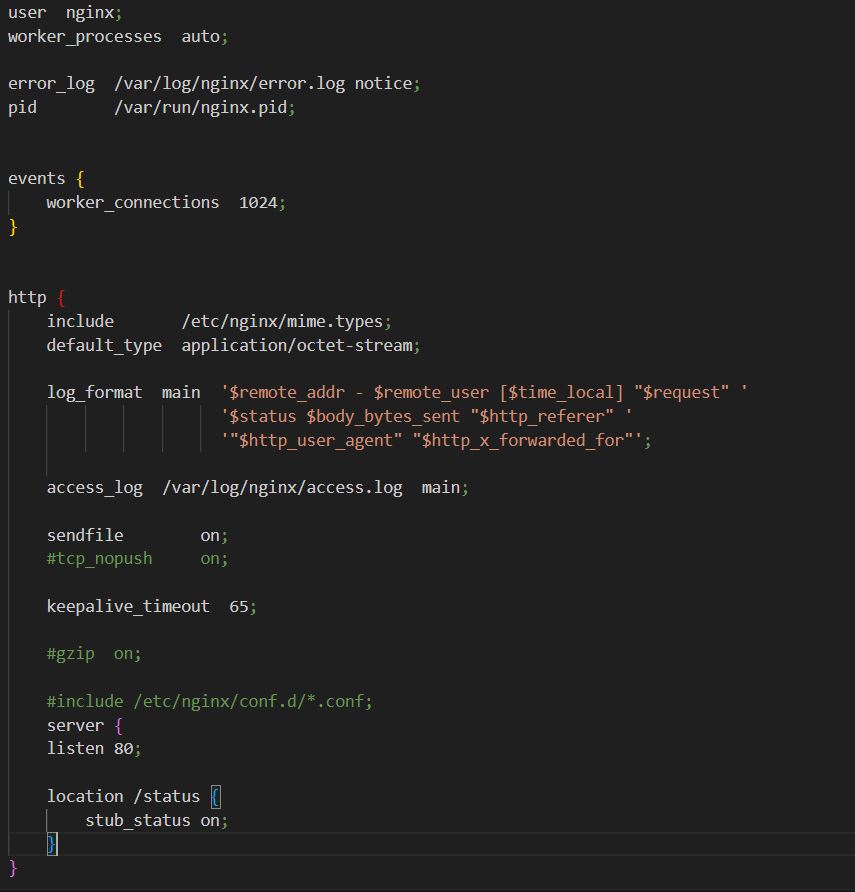 user  nginx;
worker_processes  auto;
error_log  /var/log/nginx/error.log notice;
pid        /var/run/nginx.pid;
events {
    worker_connections  1024;
}
http {
    include       /etc/nginx/mime.types;
    default_type  application/octet-stream;
    log_format  main  '$remote_addr - $remote_user [$time_local] "$request" '
                      '$status $body_bytes_sent "$http_referer" '
                      '"$http_user_agent" "$http_x_forwarded_for"';
    access_log  /var/log/nginx/access.log  main;
    sendfile        on;
    #tcp_nopush     on;
    keepalive_timeout  65;
    #gzip  on;
    #include /etc/nginx/conf.d/*.conf;
    server {
    listen 80;
    location /status {
        stub_status on;
    }
}